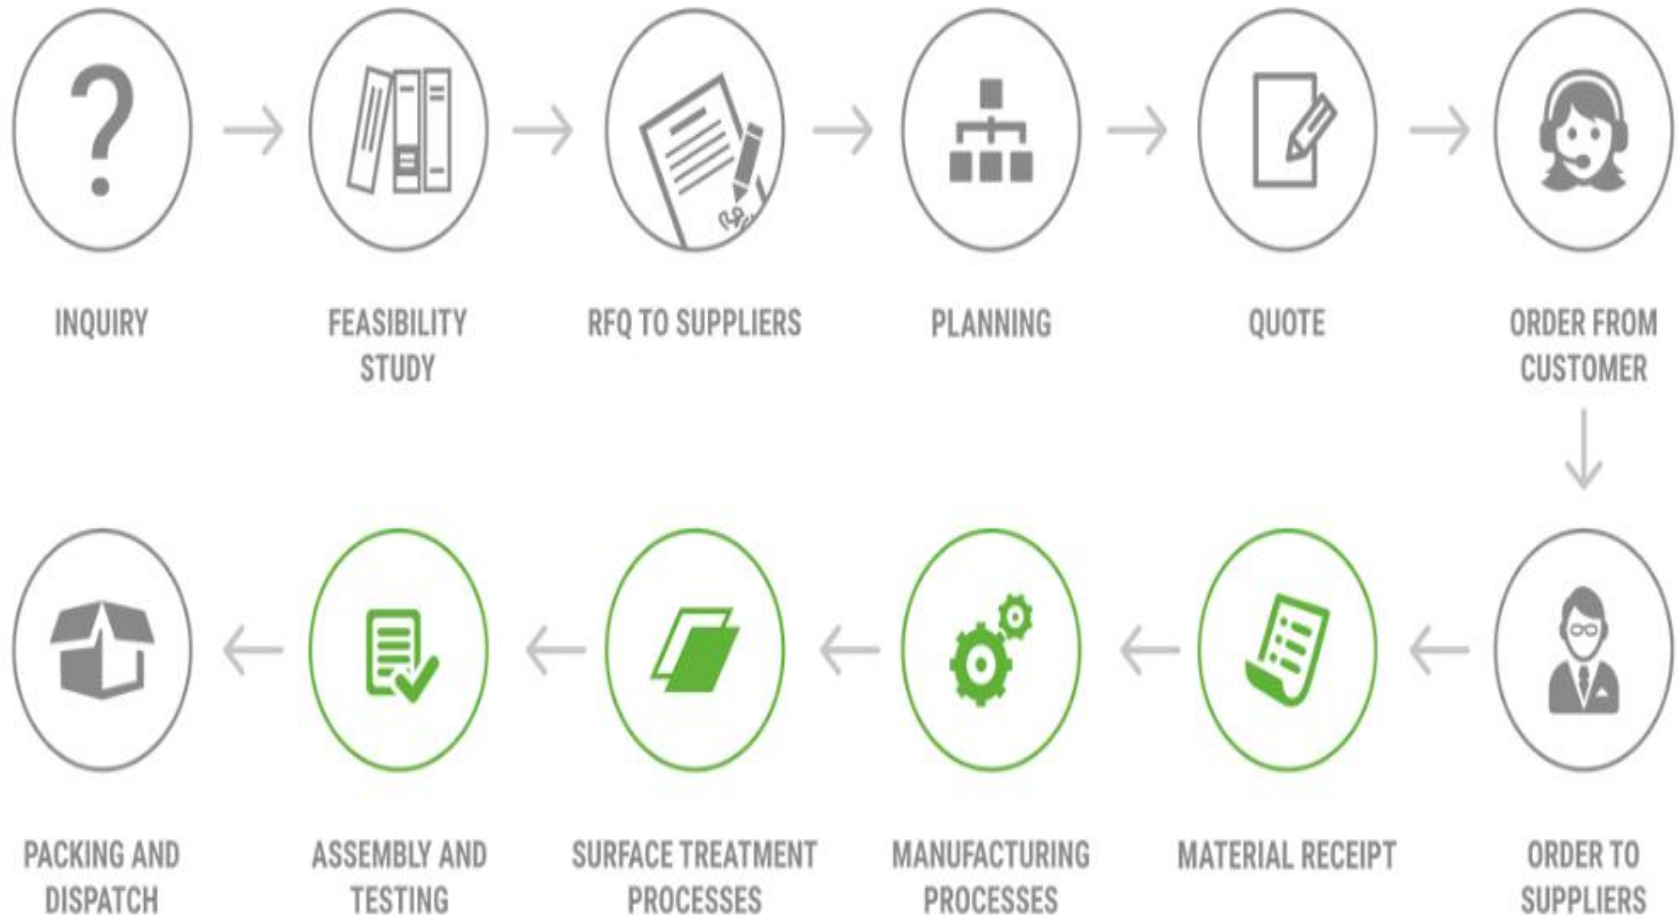 INQUIRY
FEASIBILITY
STUDY
RFQ TO SUPPLIERS
PLANNING
QUOTE
ORDER FROM
CUSTOMER
PACKING AND
DISPATCH
ASSEMBLY AND
TESTING
SURFACE TREATMENT
PROCESSES
MANUFACTURING
PROCESSES
MATERIAL RECEIPT
ORDER TO
SUPPLIERS